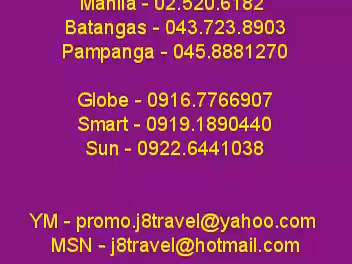 Manila - 02.520.6182
Batangas - 043.723.8903
Pampanga - 045.8881270
Globe - 0916.7766907
Smart - 0919.1890440
Sun - 0922.6441038
YM - promo.j8travel@yahoo.com
MSN - j8travel@hotmail.com